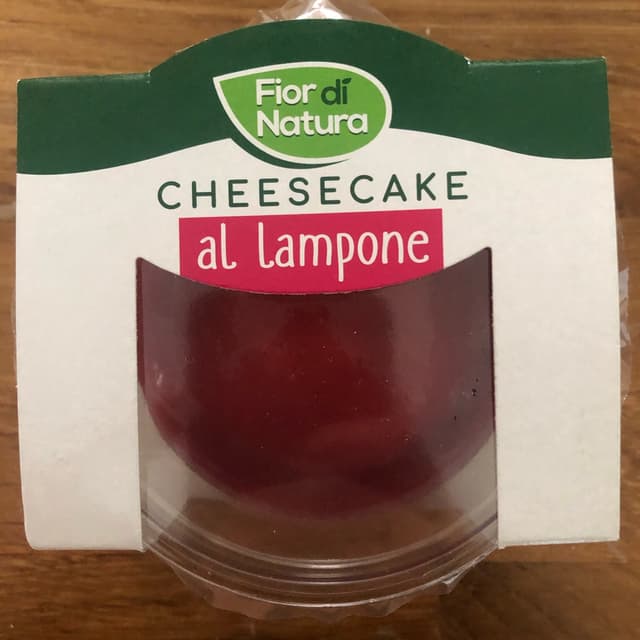 Fior di
Natura
CHEESECAKE
al lampone